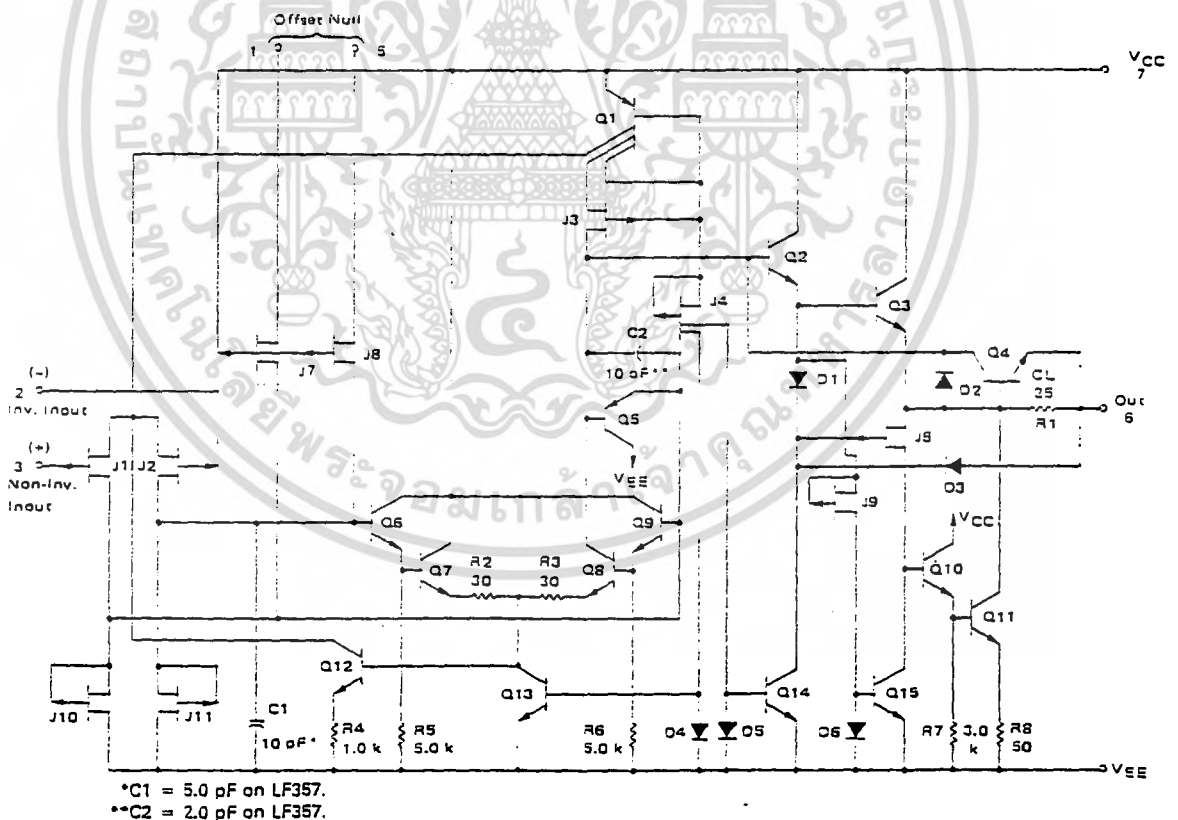 Offset Null
1
5
VCC
7
Q1
J3
Q2
J4
Q3
C2
10 pF**
J8
J7
Q4
D1
D2
CL
25
R1
Out
6
(-)
2
Inv. Input
(+)
3
Non-Inv.
Input
J1
J2
Q5
VEE
J5
D3
J9
Q6
Q9
VCC
Q7
R2
30
R3
30
Q8
Q10
Q11
Q12
Q13
Q14
Q15
J10
J11
C1
10 pF*
R4
1.0 k
R5
5.0 k
R6
5.0 k
D4
D5
D6
R7
3.0
k
R8
50
VEE
*C1 = 5.0 pF on LF357.
**C2 = 2.0 pF on LF357.